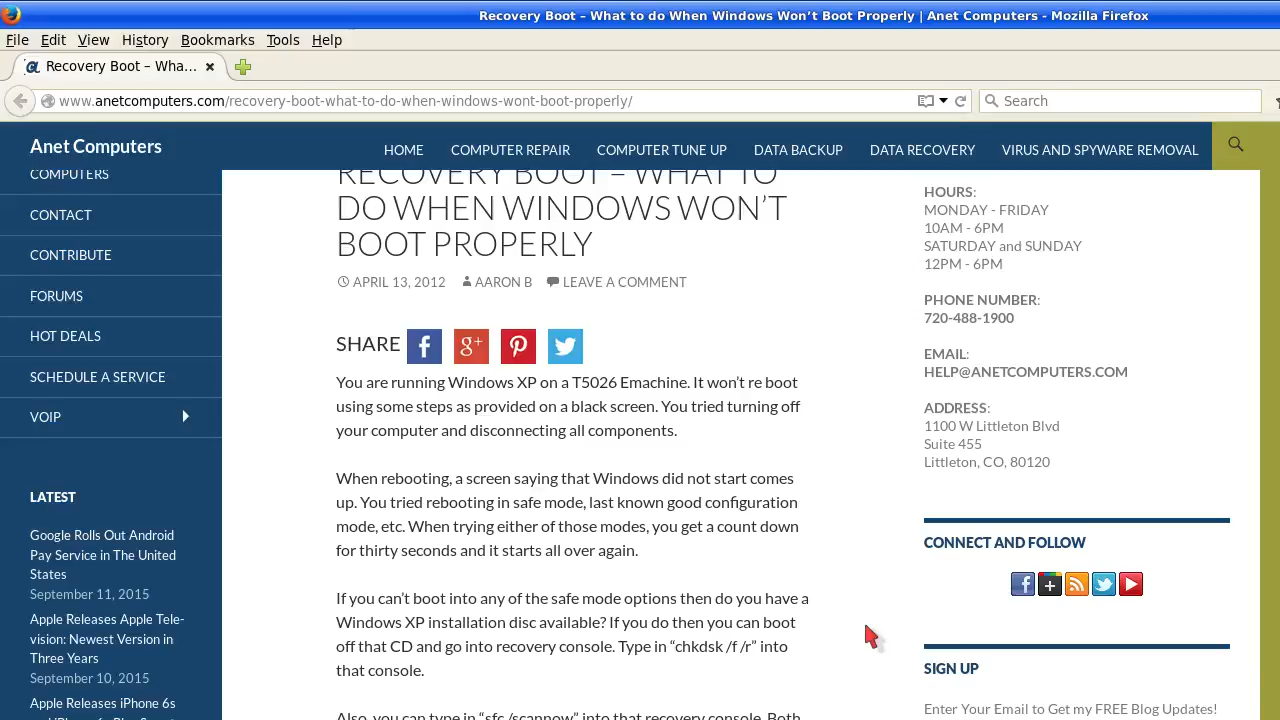 Recovery Boot – What to do When Windows Won't Boot Properly | Anet Computers - Mozilla Firefox
File Edit View History Bookmarks Tools Help
Recovery Boot – Wha...
www.anetcomputers.com/recovery-boot-what-to-do-when-windows-wont-boot-properly/
Search
Anet Computers
HOME COMPUTER REPAIR COMPUTER TUNE UP DATA BACKUP DATA RECOVERY VIRUS AND SPYWARE REMOVAL
COMPUTERS
CONTACT
CONTRIBUTE
FORUMS
HOT DEALS
SCHEDULE A SERVICE
VOIP
LATEST
Google Rolls Out Android
Pay Service in The United
States
September 11, 2015
Apple Releases Apple Tele-
vision: Newest Version in
Three Years
September 10, 2015
Apple Releases iPhone 6s
RECOVERY BOOT – WHAT TO
DO WHEN WINDOWS WON'T
BOOT PROPERLY
APRIL 13, 2012 AARON B LEAVE A COMMENT
SHARE
You are running Windows XP on a T5026 Emachine. It won't re boot
using some steps as provided on a black screen. You tried turning off
your computer and disconnecting all components.
When rebooting, a screen saying that Windows did not start comes
up. You tried rebooting in safe mode, last known good configuration
mode, etc. When trying either of those modes, you get a count down
for thirty seconds and it starts all over again.
If you can't boot into any of the safe mode options then do you have a
Windows XP installation disc available? If you do then you can boot
off that CD and go into recovery console. Type in "chkdsk /f /r" into
that console.
Also, you can type in "sfc /scannow" into that recovery console. Both
HOURS:
MONDAY - FRIDAY
10AM - 6PM
SATURDAY and SUNDAY
12PM - 6PM
PHONE NUMBER:
720-488-1900
EMAIL:
HELP@ANETCOMPUTERS.COM
ADDRESS:
1100 W Littleton Blvd
Suite 455
Littleton, CO, 80120
CONNECT AND FOLLOW
SIGN UP
Enter Your Email to Get my FREE Blog Updates!